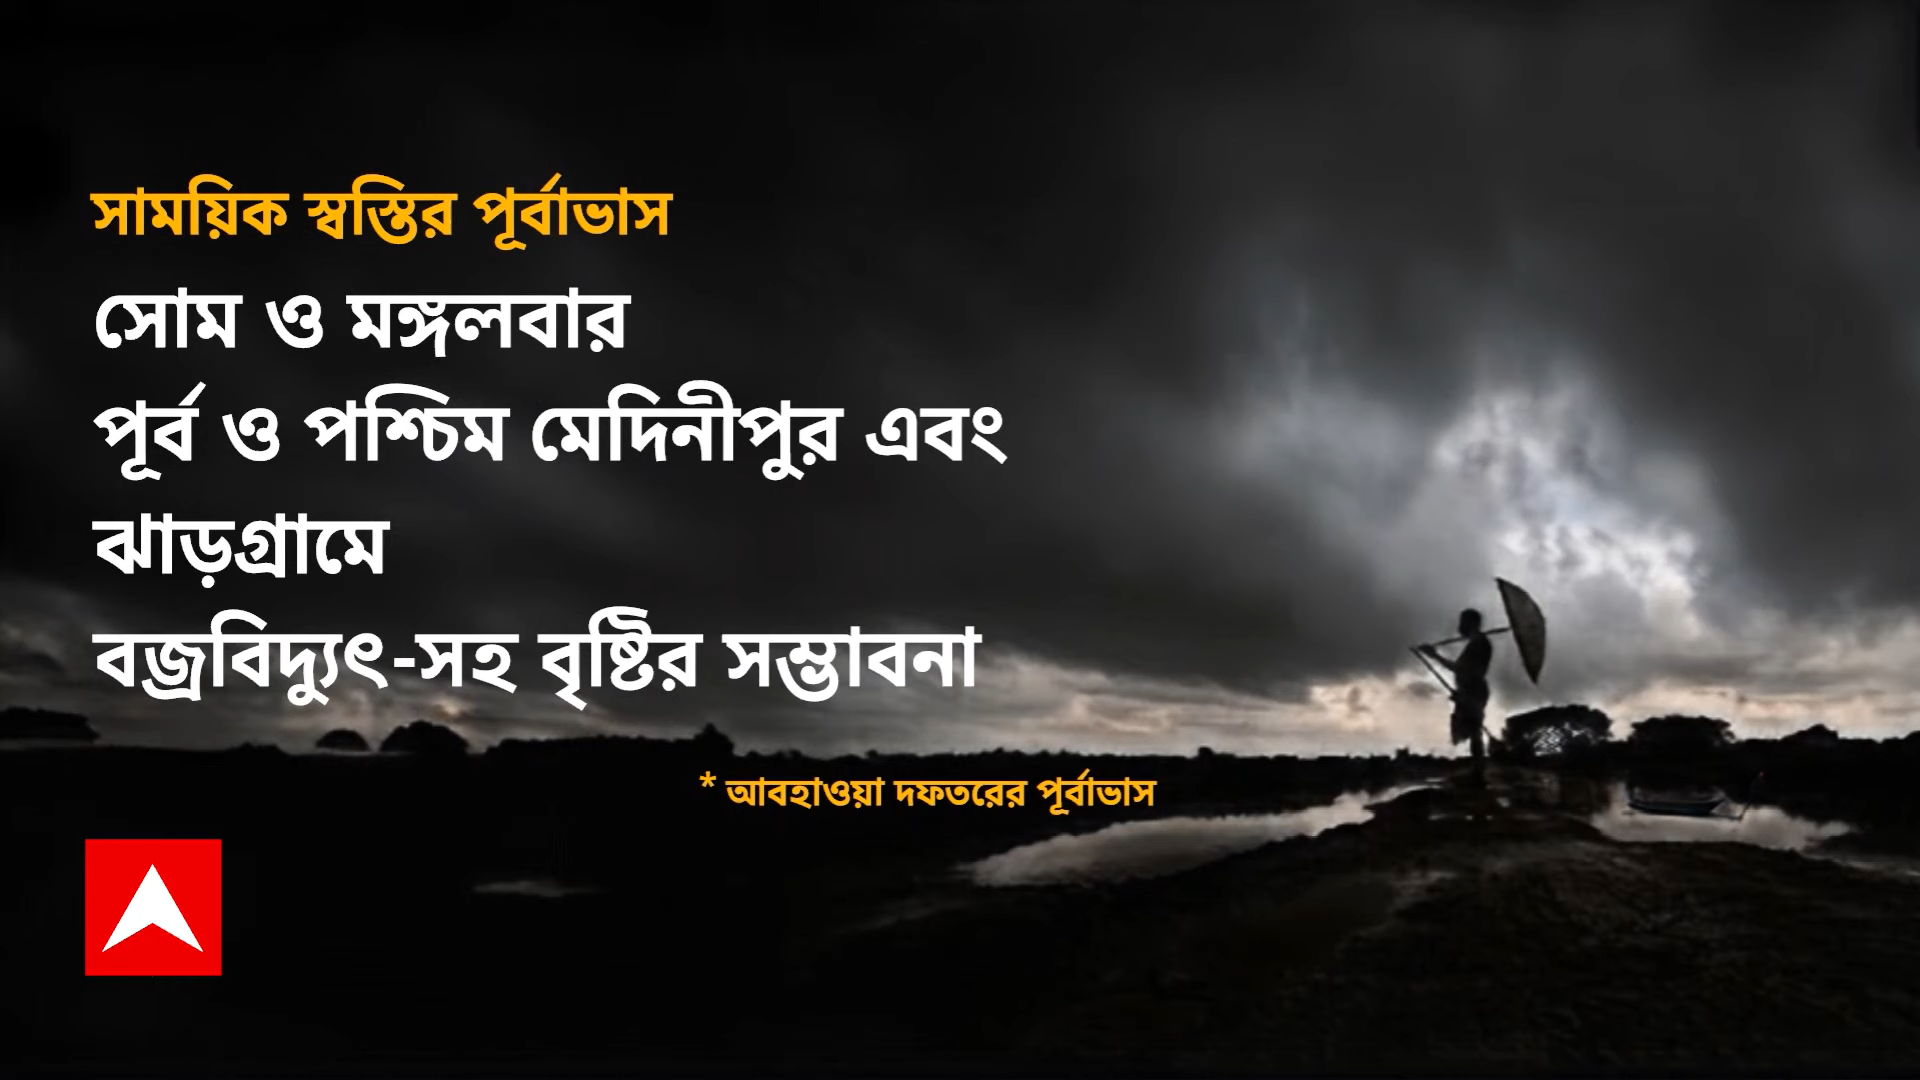 সাময়িক স্বস্তির পূর্বাভাস
সোম ও মঙ্গলবার
পূর্ব ও পশ্চিম মেদিনীপুর এবং
ঝাড়গ্রামে
বজ্রবিদ্যুৎ-সহ বৃষ্টির সম্ভাবনা
* আবহাওয়া দফতরের পূর্বাভাস